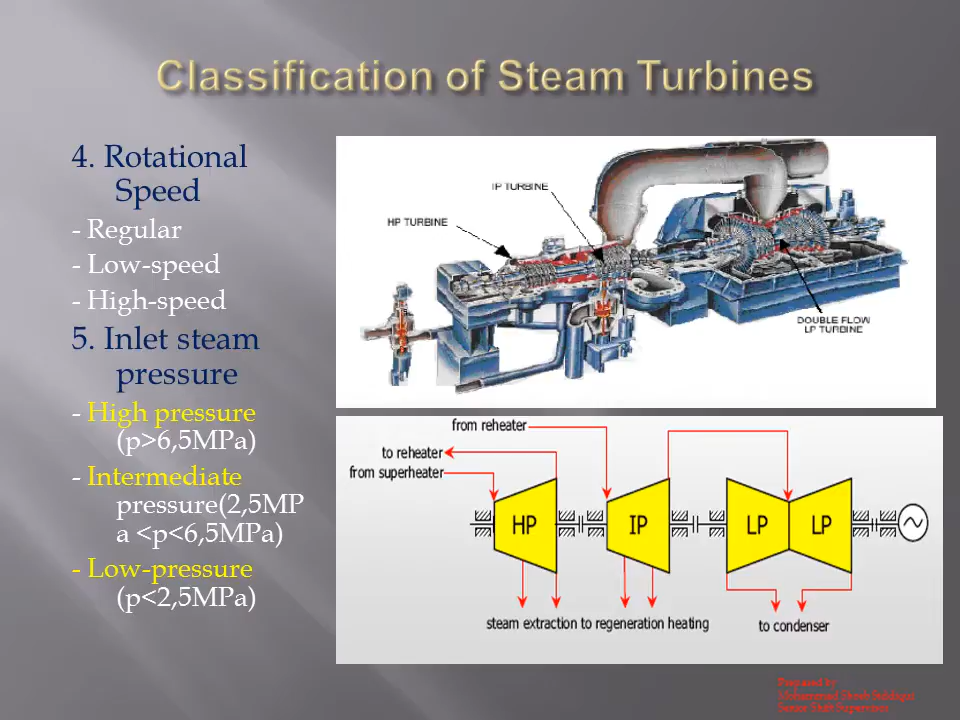 Classification of Steam Turbines
4. Rotational
Speed
- Regular
- Low-speed
- High-speed
5. Inlet steam
pressure
- High pressure
(p>6,5MPa)
- Intermediate
pressure(2,5MP
a <p<6,5MPa)
- Low-pressure
(p<2,5MPa)
IP TURBINE
HP TURBINE
DOUBLE FLOW
LP TURBINE
from reheater
to reheater
from superheater
HP
IP
LP
LP
steam extraction to regeneration heating
to condenser
Prepared by
Mohammad Shoeb Siddiqui
Senior Shift Supervisor